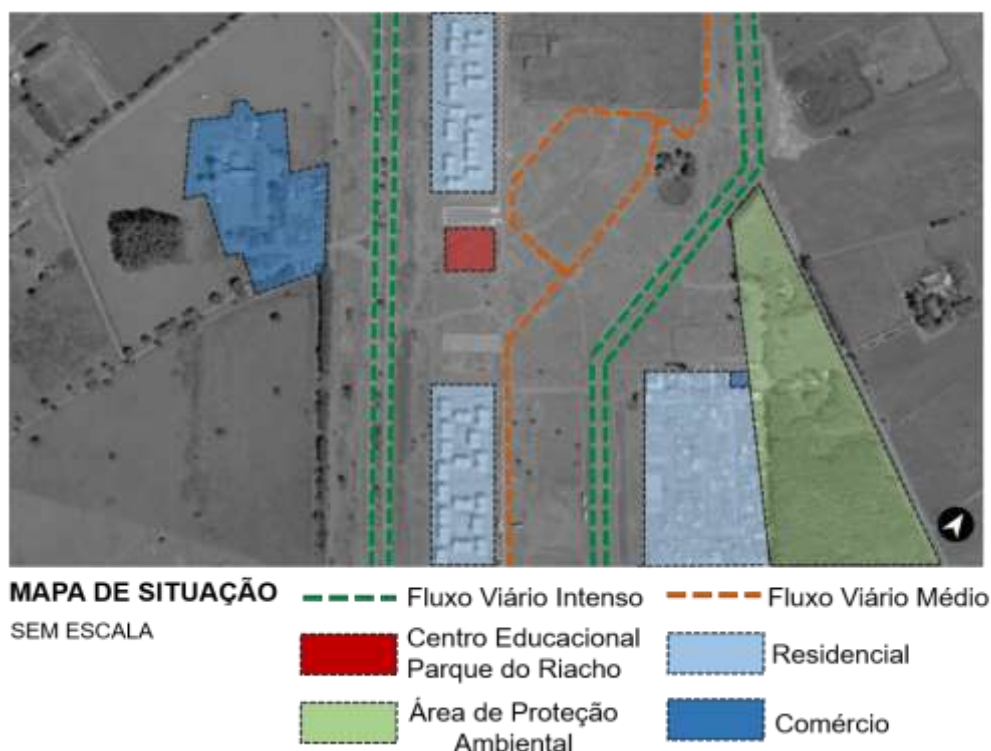 MAPA DE SITUAÇÃO
SEM ESCALA
Fluxo Viário Intenso
Fluxo Viário Médio
Centro Educacional
Parque do Riacho
Residencial
Área de Proteção
Ambiental
Comércio